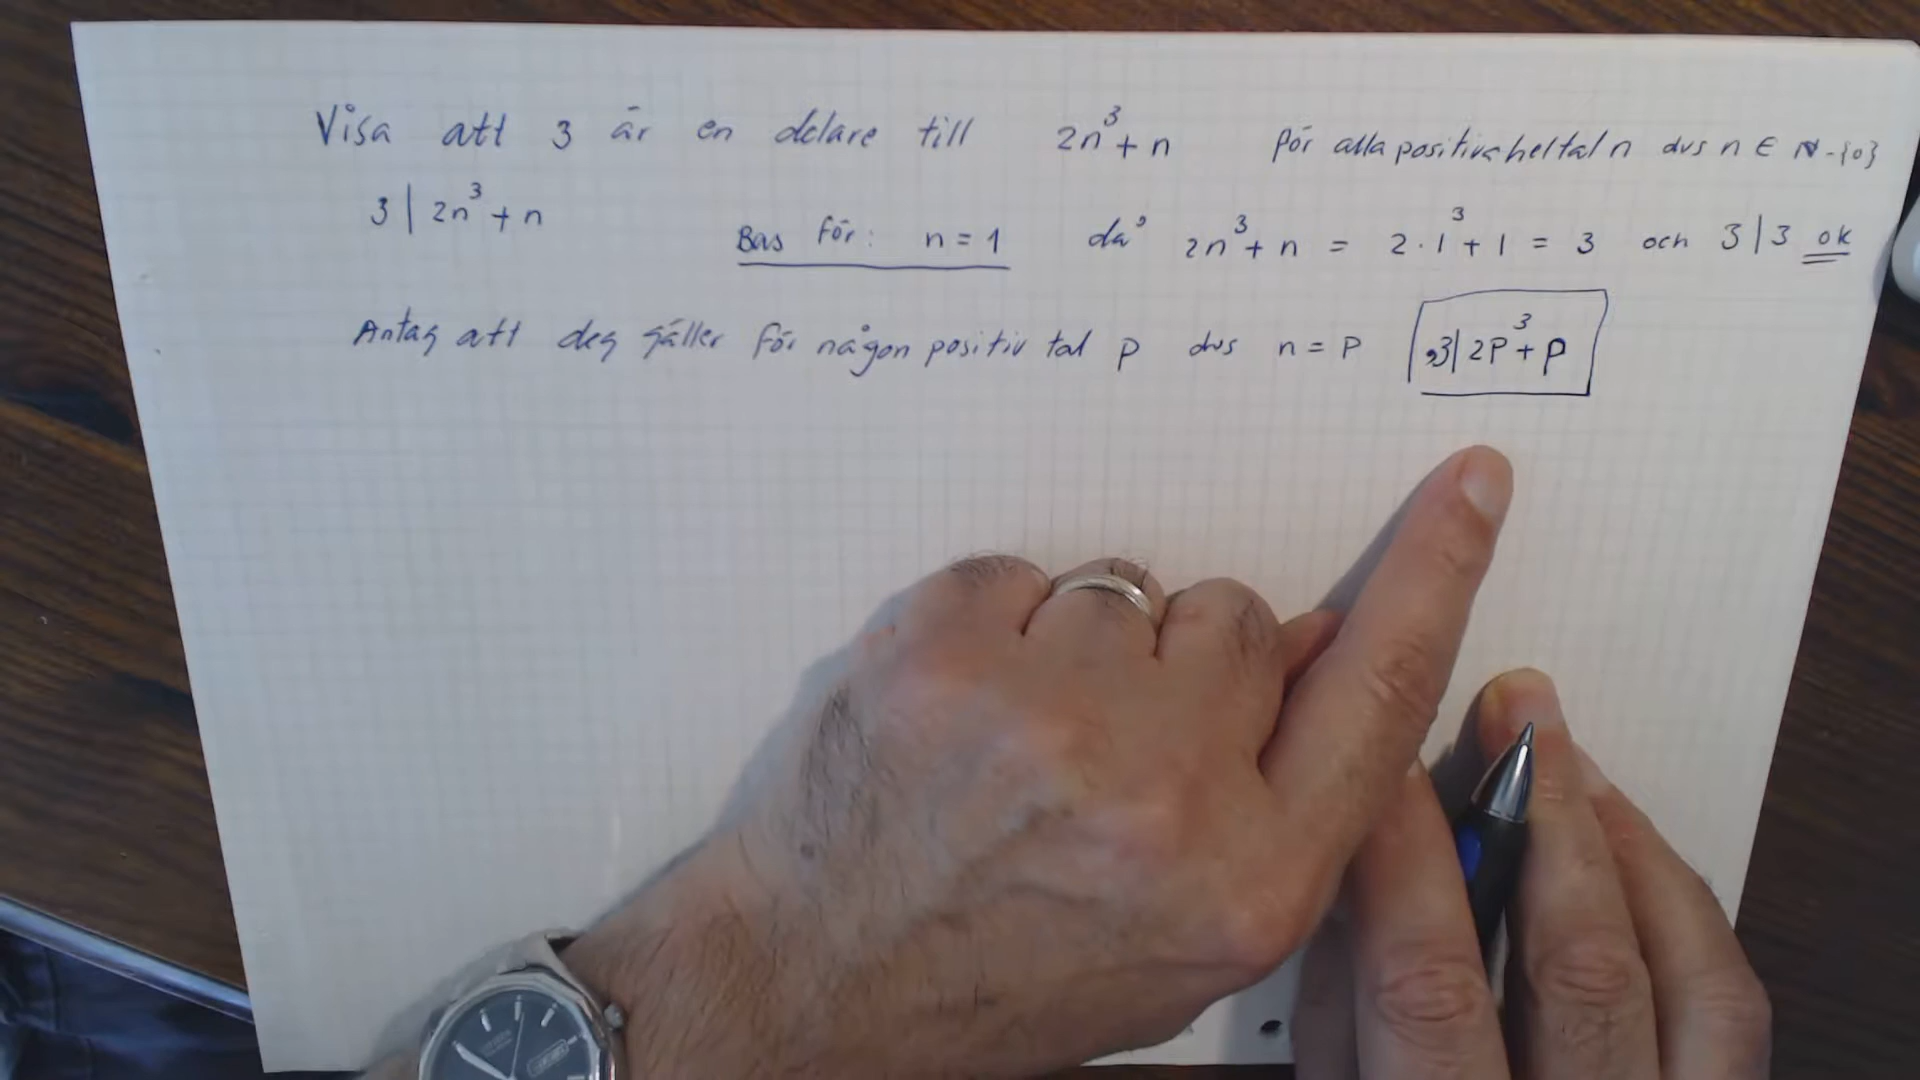 Visa att 3 är en delare till 2n³+n för alla positiva heltal n dvs n ∈ N-{0}
3 | 2n³+n
Bas för: n=1 då 2n³+n = 2·1³+1 = 3 och 3|3 ok
Antag att deg gäller för någon positiv tal p dvs n=p 3|2p³+p